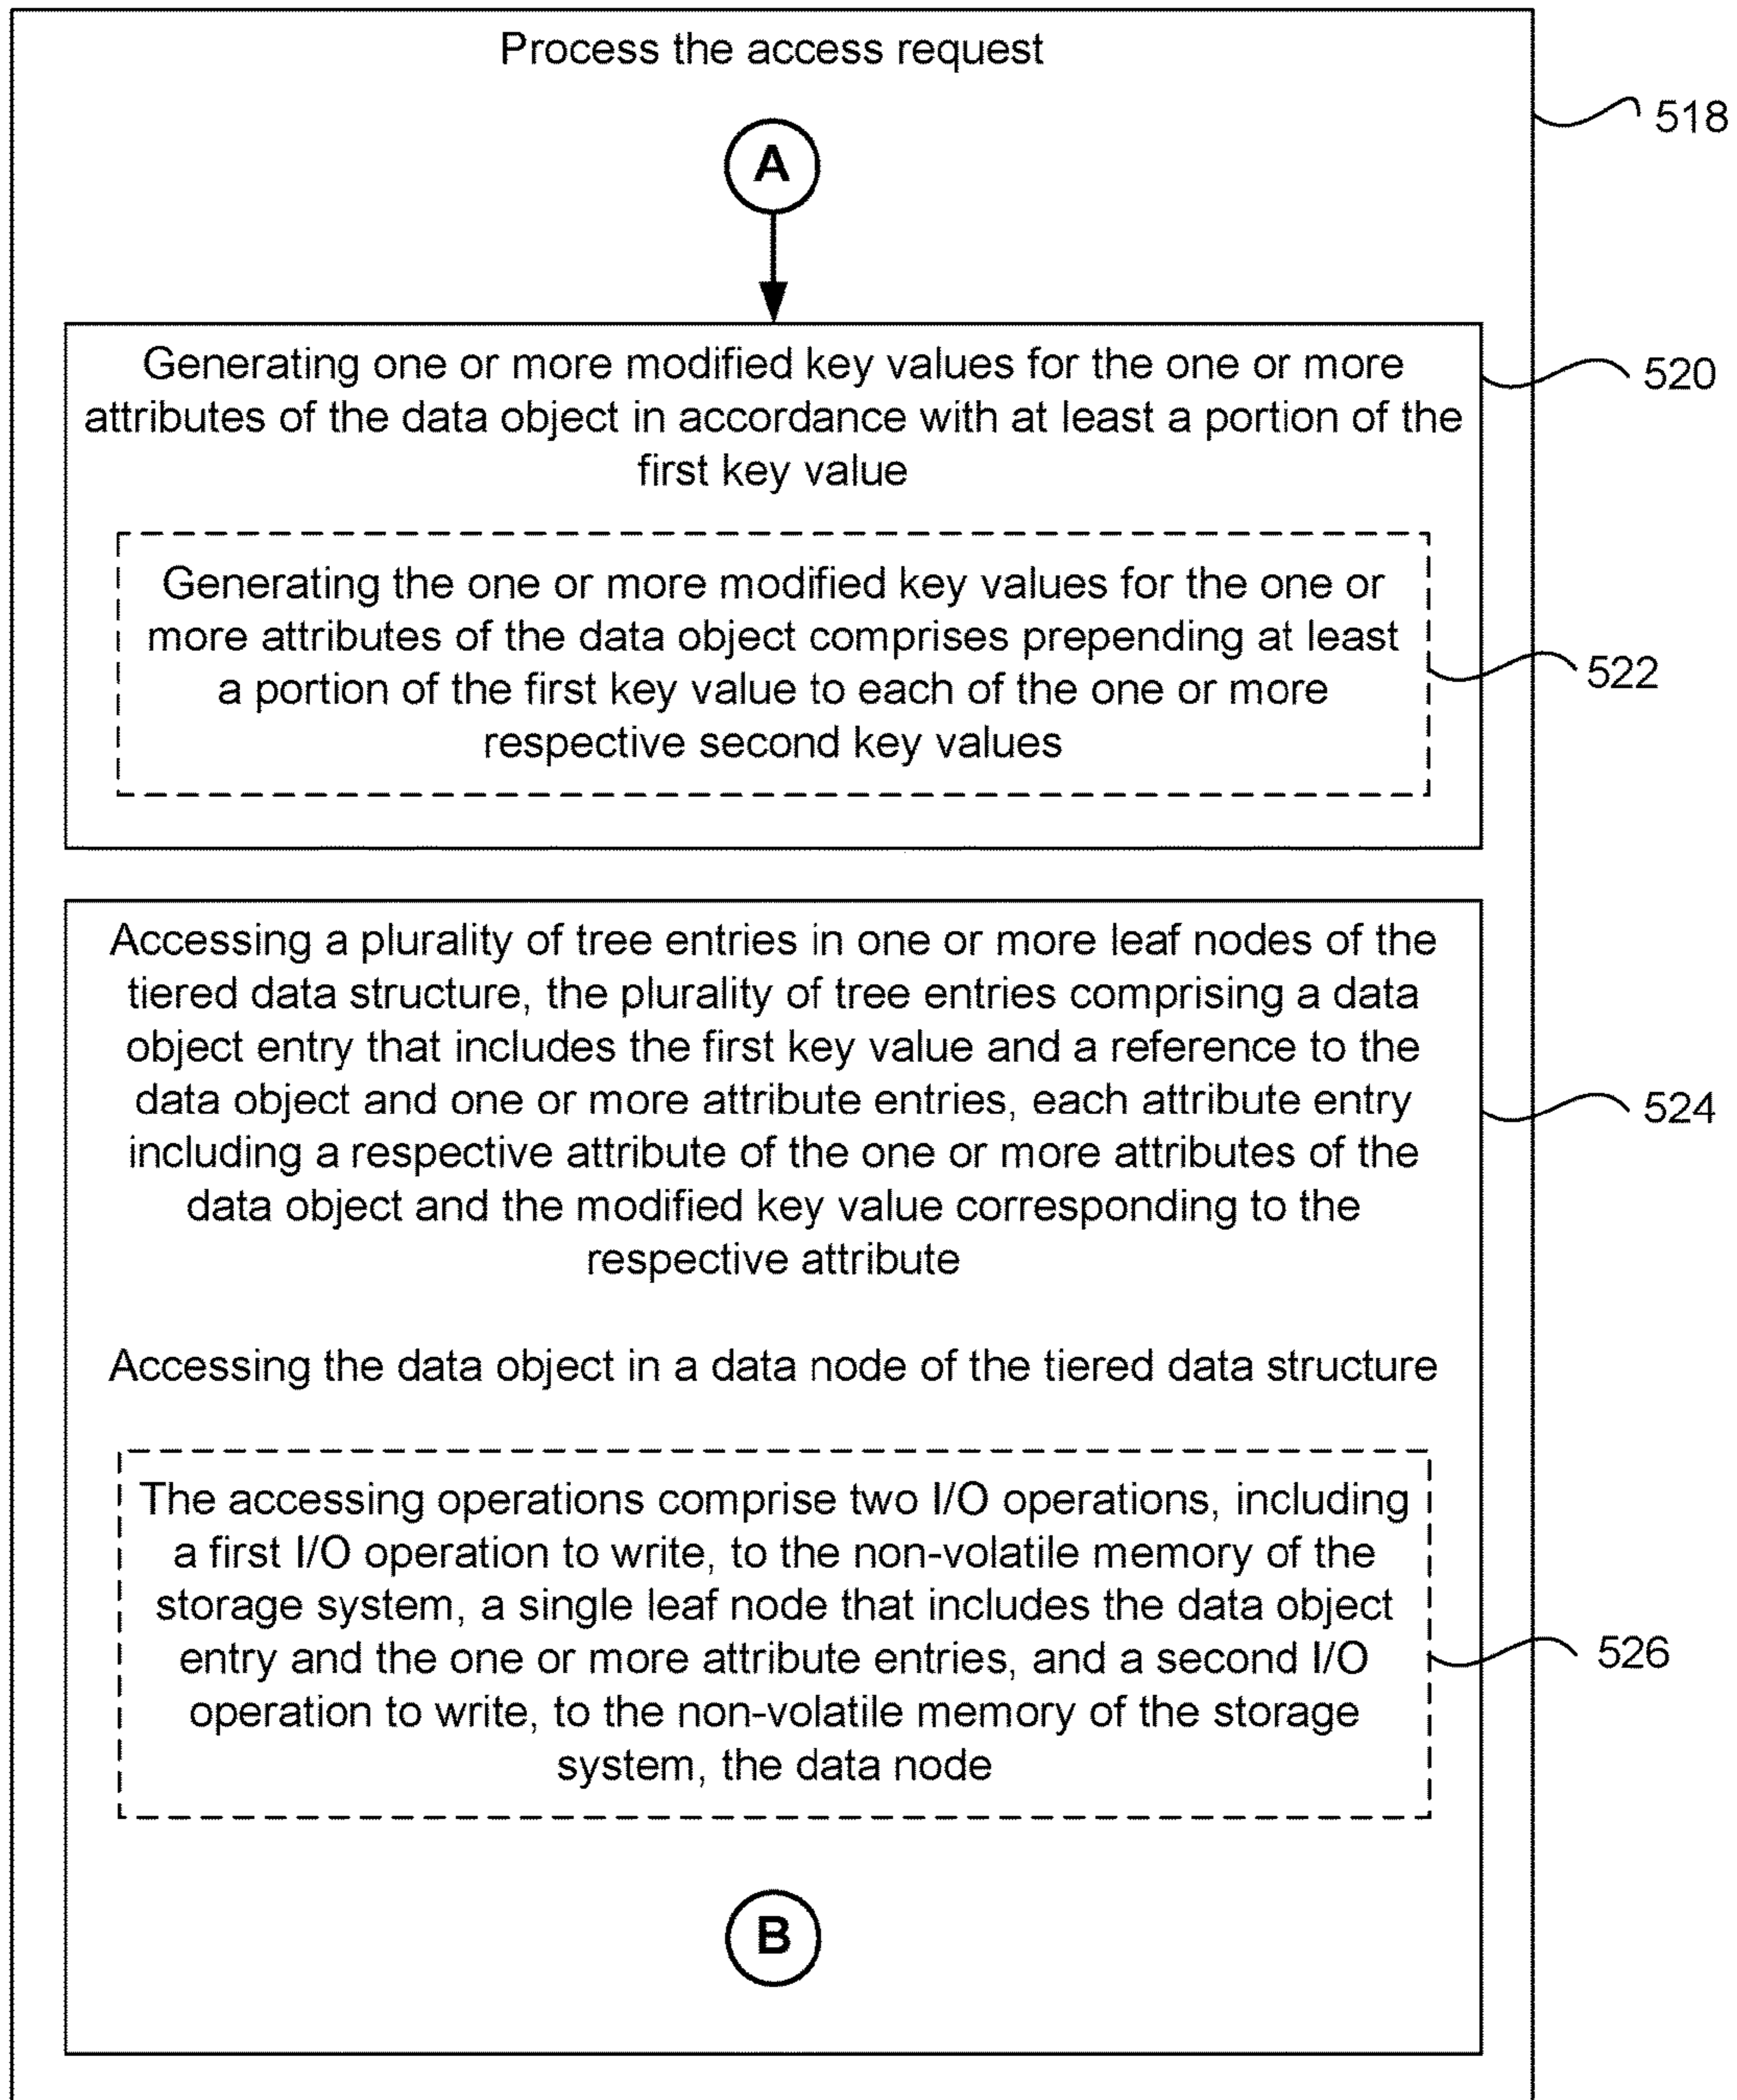 Process the access request
518
A
Generating one or more modified key values for the one or more
520
attributes of the data object in accordance with at least a portion of the
first key value
Generating the one or more modified key values for the one or
more attributes of the data object comprises prepending at least
522
a portion of the first key value to each of the one or more
respective second key values
Accessing a plurality of tree entries in one or more leaf nodes of the
tiered data structure, the plurality of tree entries comprising a data
object entry that includes the first key value and a reference to the
data object and one or more attribute entries, each attribute entry
524
including a respective attribute of the one or more attributes of the
data object and the modified key value corresponding to the
respective attribute
Accessing the data object in a data node of the tiered data structure
The accessing operations comprise two I/O operations, including
a first I/O operation to write, to the non-volatile memory of the
storage system, a single leaf node that includes the data object
entry and the one or more attribute entries, and a second I/O
526
operation to write, to the non-volatile memory of the storage
system, the data node
B